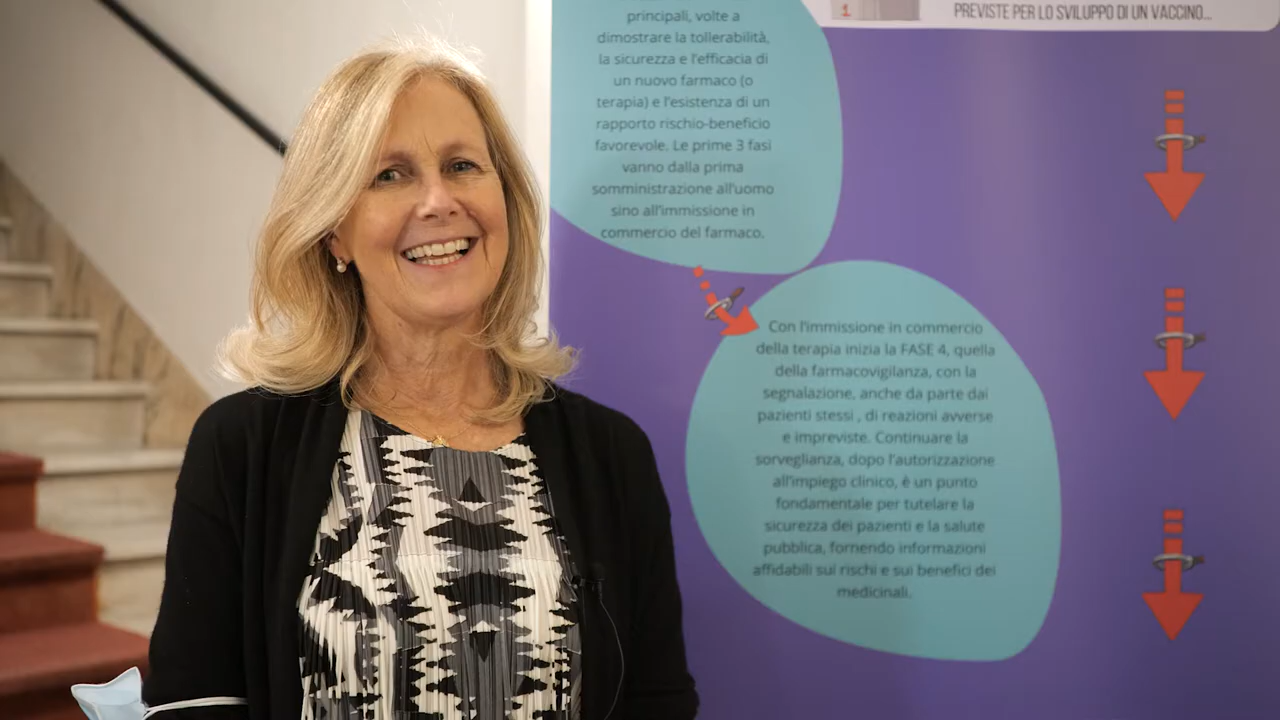 1
PREVISTE PER LO SVILUPPO DI UN VACCINO...
principali, volte a
dimostrare la tollerabilità,
la sicurezza e l'efficacia di
un nuovo farmaco (o
terapia) e l'esistenza di un
rapporto rischio-beneficio
favorevole. Le prime 3 fasi
vanno dalla prima
somministrazione all'uomo
sino all'immissione in
commercio del farmaco.
Con l'immissione in commercio
della terapia inizia la FASE 4, quella
della farmacovigilanza, con la
segnalazione, anche da parte dai
pazienti stessi , di reazioni avverse
e impreviste. Continuare la
sorveglianza, dopo l'autorizzazione
all'impiego clinico, è un punto
fondamentale per tutelare la
sicurezza dei pazienti e la salute
pubblica, fornendo informazioni
affidabili sui rischi e sui benefici dei
medicinali.